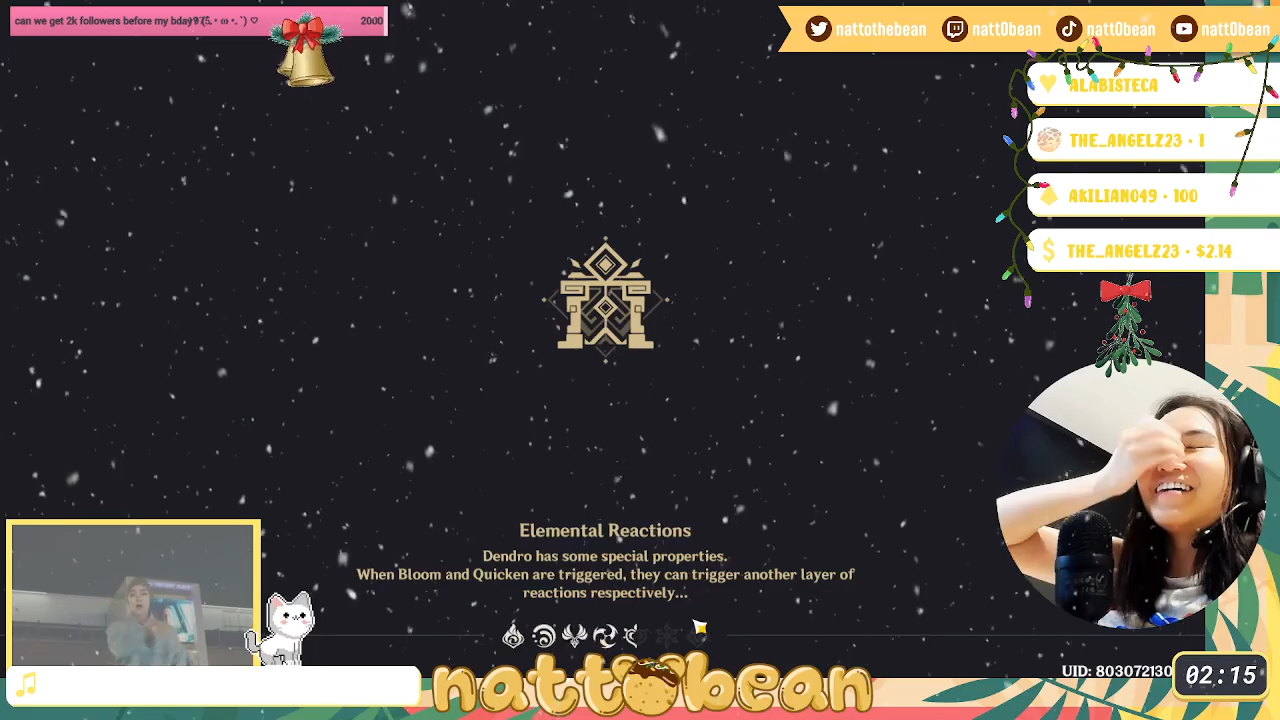 can we get 2k followers before my bday?
2000
nattothebean
natt0bean
natt0bean
natt0bean
ALABISTECA
THE_ANGELZ23 · 1
AKILIANO49 · 100
$ THE_ANGELZ23 · $2.14
Elemental Reactions
Dendro has some special properties.
When Bloom and Quicken are triggered, they can trigger another layer of
reactions respectively...
UID: 803072130
02:15
natt0bean